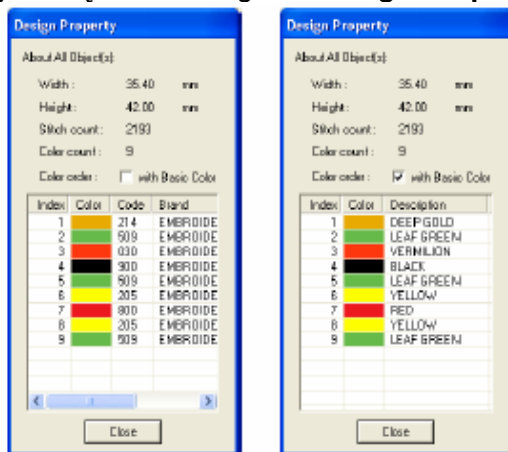 Design Property
About All Object(s):
Width : 35.40 mm
Height : 42.00 mm
Stitch count : 2193
Color count : 9
Color order : with Basic Color
Index Color Code Brand
1 214 EMBROIDE
2 509 EMBROIDE
3 030 EMBROIDE
4 900 EMBROIDE
5 509 EMBROIDE
6 205 EMBROIDE
7 800 EMBROIDE
8 205 EMBROIDE
9 509 EMBROIDE
Close
Design Property
About All Object(s):
Width : 35.40 mm
Height : 42.00 mm
Stitch count : 2193
Color count : 9
Color order : with Basic Color
Index Color Description
1 DEEP GOLD
2 LEAF GREEN
3 VERMILION
4 BLACK
5 LEAF GREEN
6 YELLOW
7 RED
8 YELLOW
9 LEAF GREEN
Close